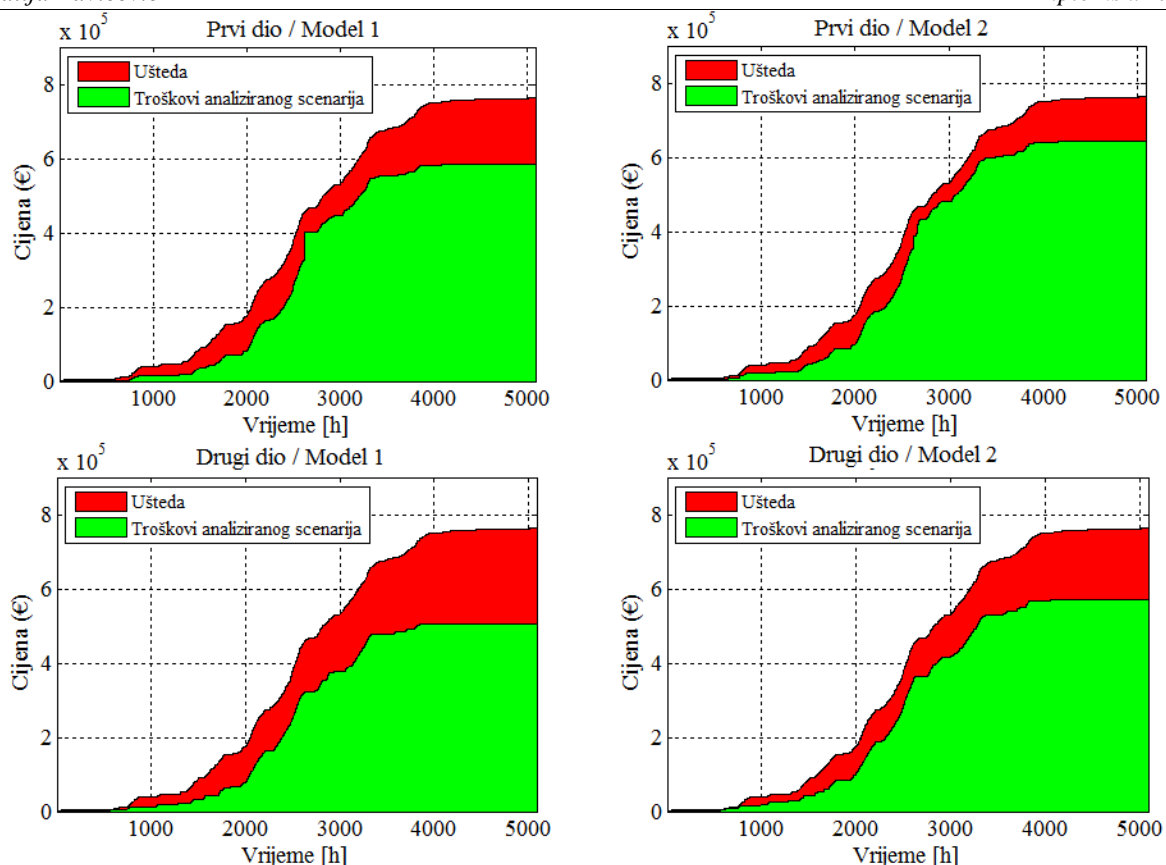 x 10^5
Prvi dio / Model 1
Ušteda
Troškovi analiziranog scenarija
Cijena (€)
8
6
4
2
0
1000 2000 3000 4000 5000
Vrijeme [h]
x 10^5
Prvi dio / Model 2
Ušteda
Troškovi analiziranog scenarija
Cijena (€)
8
6
4
2
0
1000 2000 3000 4000 5000
Vrijeme [h]
x 10^5
Drugi dio / Model 1
Ušteda
Troškovi analiziranog scenarija
Cijena (€)
8
6
4
2
0
1000 2000 3000 4000 5000
Vrijeme [h]
x 10^5
Drugi dio / Model 2
Ušteda
Troškovi analiziranog scenarija
Cijena (€)
8
6
4
2
0
1000 2000 3000 4000 5000
Vrijeme [h]